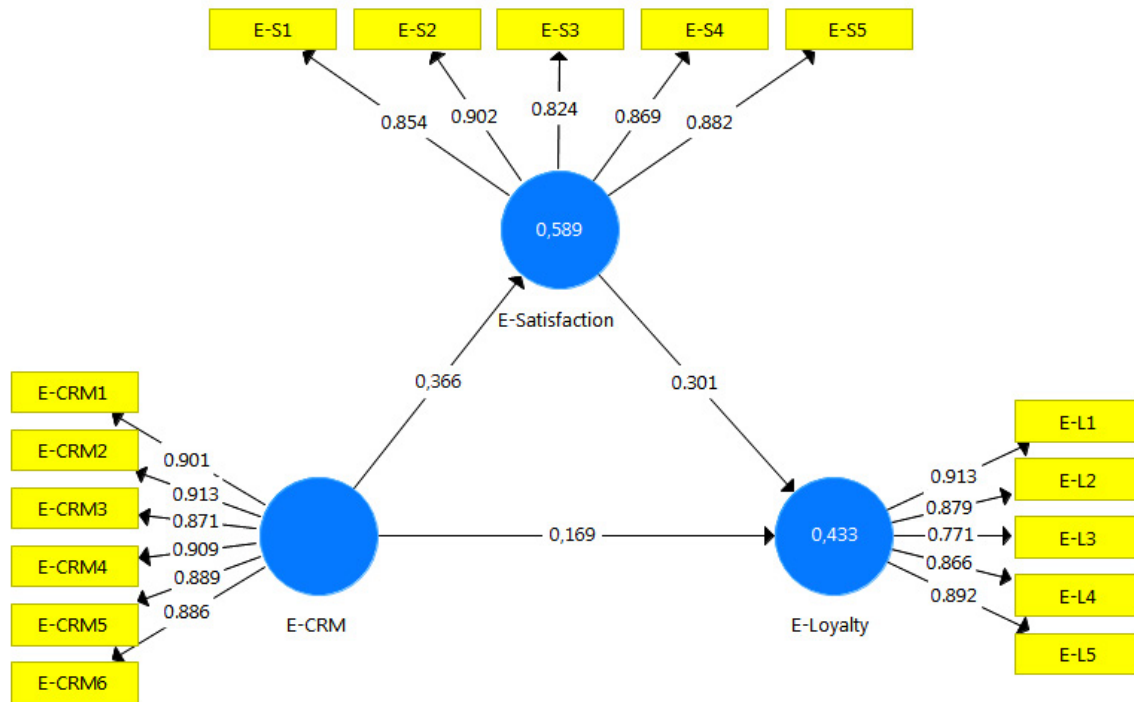 E-S1
E-S2
E-S3
E-S4
E-S5
0.854
0.902
0.824
0.869
0.882
0,589
E-Satisfaction
0,366
0.301
E-CRM1
E-CRM2
E-CRM3
E-CRM4
E-CRM5
E-CRM6
0.901
0.913
0.871
0.909
0.889
0.886
E-CRM
0,169
0,433
E-Loyalty
0.913
0.879
0.771
0.866
0.892
E-L1
E-L2
E-L3
E-L4
E-L5